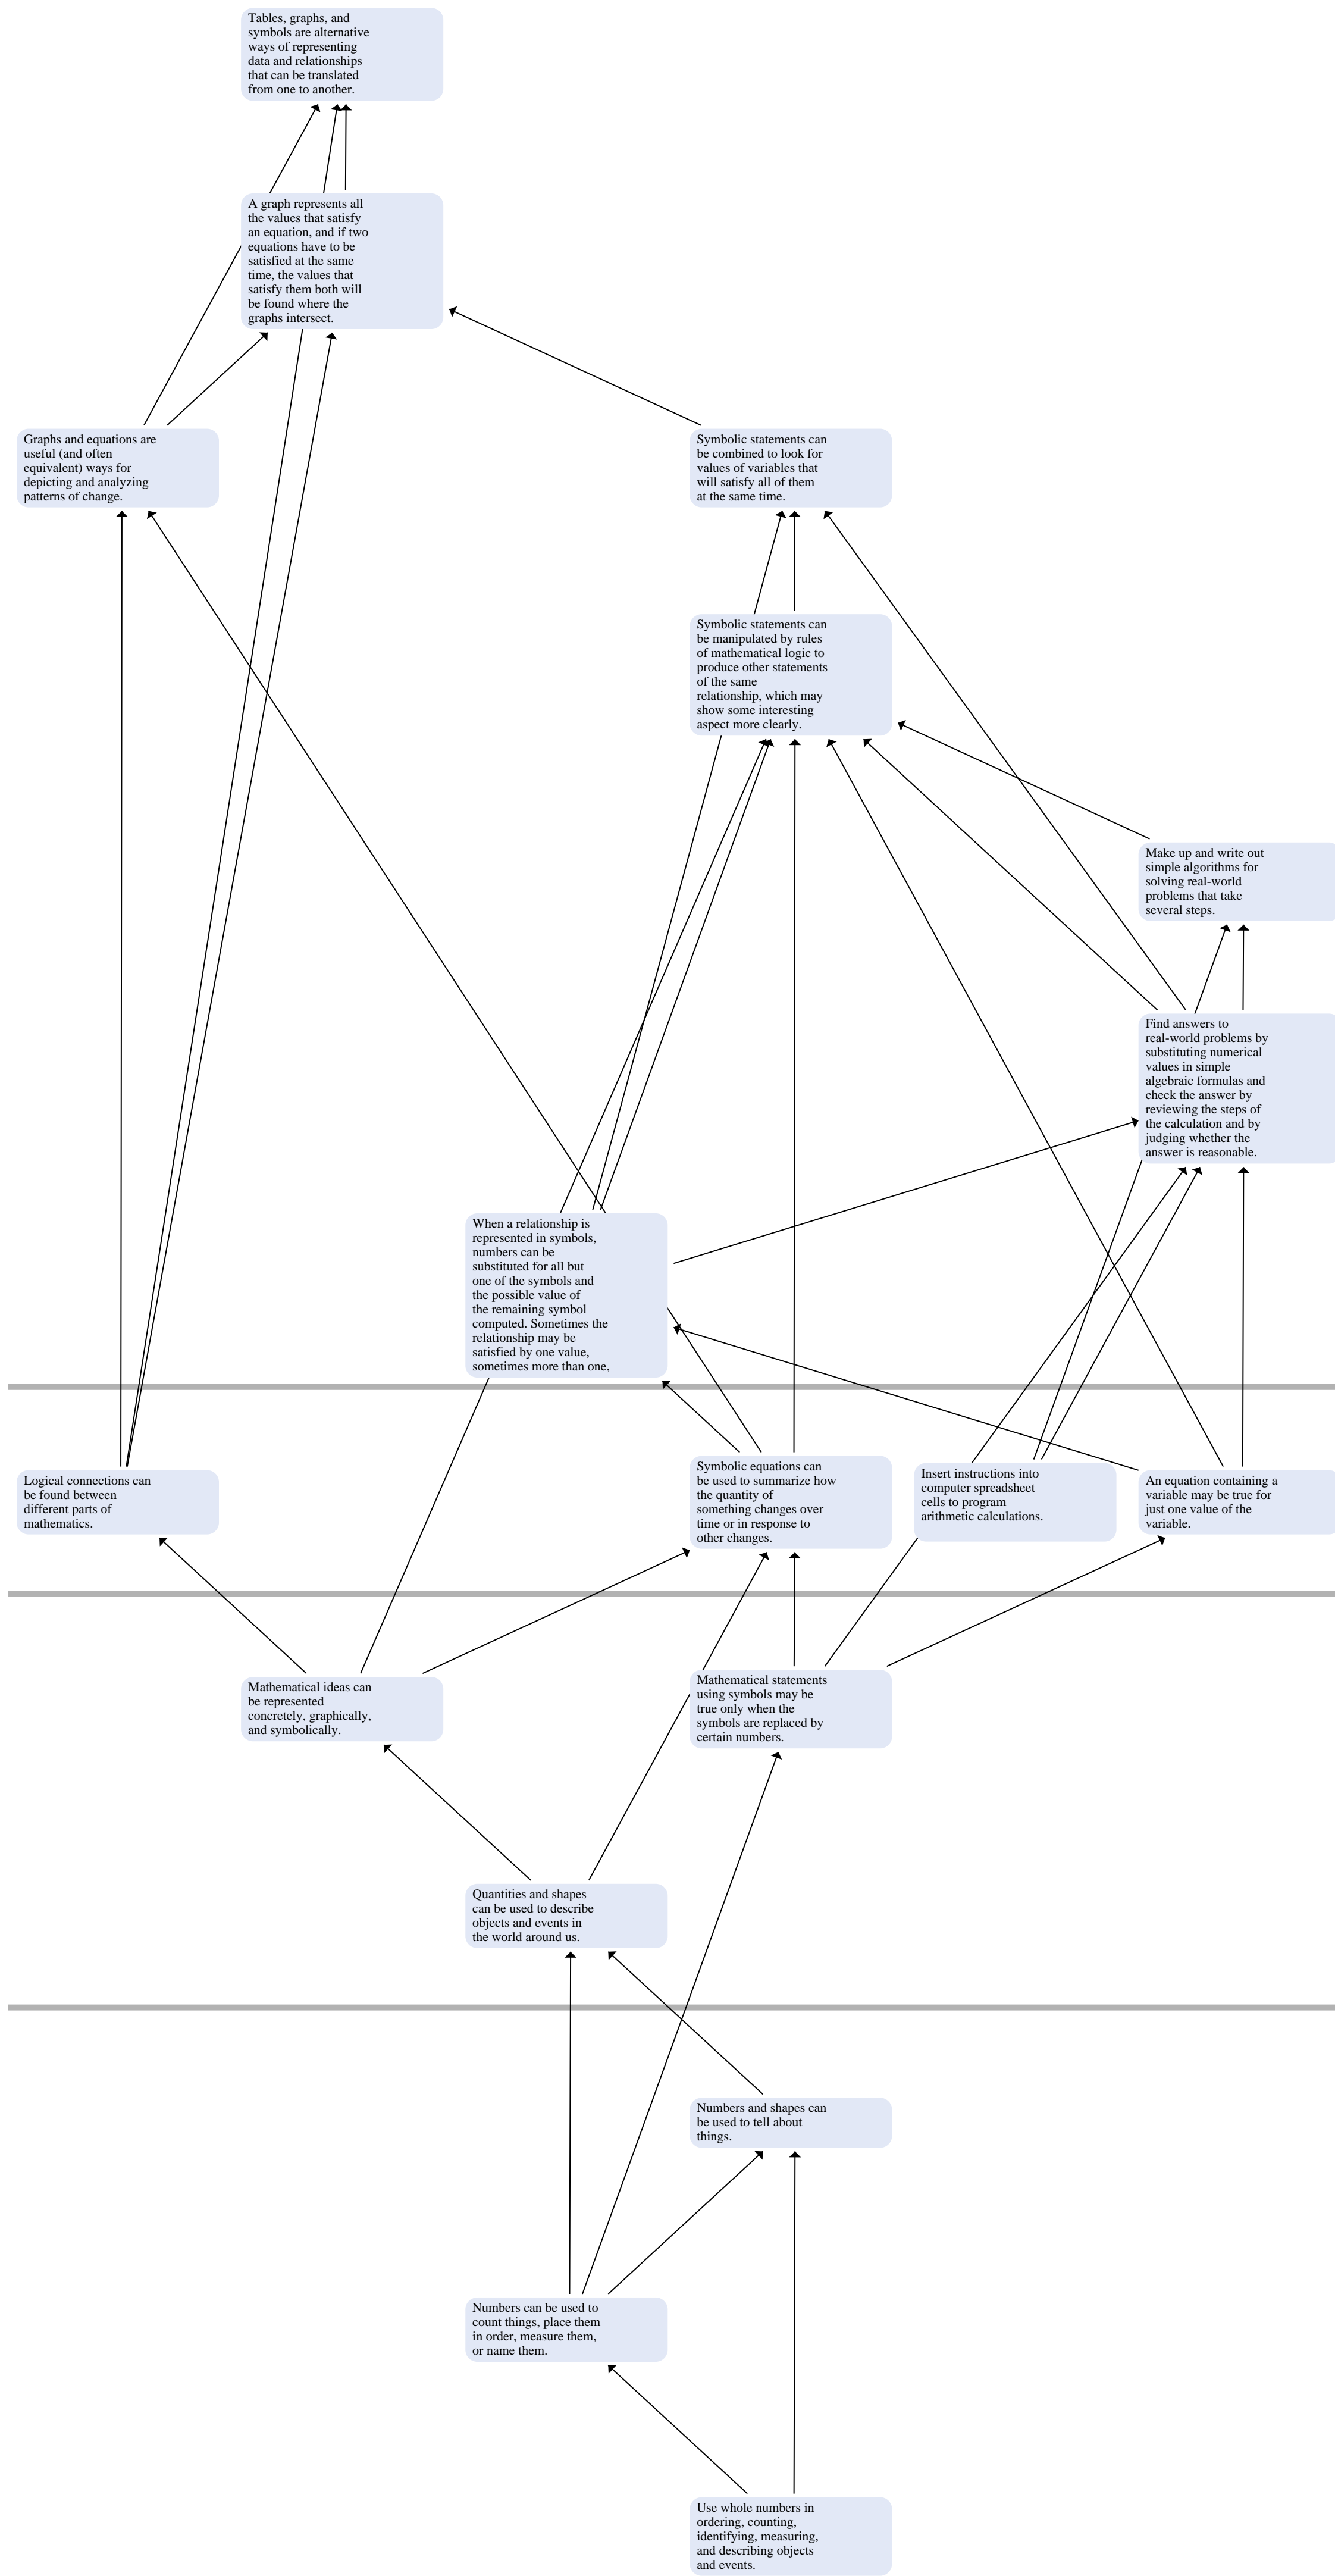 Tables, graphs, and
symbols are alternative
ways of representing
data and relationships
that can be translated
from one to another.
A graph represents all
the values that satisfy
an equation, and if two
equations have to be
satisfied at the same
time, the values that
satisfy them both will
be found where the
graphs intersect.
Graphs and equations are
useful (and often
equivalent) ways for
depicting and analyzing
patterns of change.
Symbolic statements can
be combined to look for
values of variables that
will satisfy all of them
at the same time.
Symbolic statements can
be manipulated by rules
of mathematical logic to
produce other statements
of the same
relationship, which may
show some interesting
aspect more clearly.
Make up and write out
simple algorithms for
solving real-world
problems that take
several steps.
Find answers to
real-world problems by
substituting numerical
values in simple
algebraic formulas and
check the answer by
reviewing the steps of
the calculation and by
judging whether the
answer is reasonable.
When a relationship is
represented in symbols,
numbers can be
substituted for all but
one of the symbols and
the possible value of
the remaining symbol
computed. Sometimes the
relationship may be
satisfied by one value,
sometimes more than one,
Logical connections can
be found between
different parts of
mathematics.
Symbolic equations can
be used to summarize how
the quantity of
something changes over
time or in response to
other changes.
Insert instructions into
computer spreadsheet
cells to program
arithmetic calculations.
An equation containing a
variable may be true for
just one value of the
variable.
Mathematical ideas can
be represented
concretely, graphically,
and symbolically.
Mathematical statements
using symbols may be
true only when the
symbols are replaced by
certain numbers.
Quantities and shapes
can be used to describe
objects and events in
the world around us.
Numbers and shapes can
be used to tell about
things.
Numbers can be used to
count things, place them
in order, measure them,
or name them.
Use whole numbers in
ordering, counting,
identifying, measuring,
and describing objects
and events.